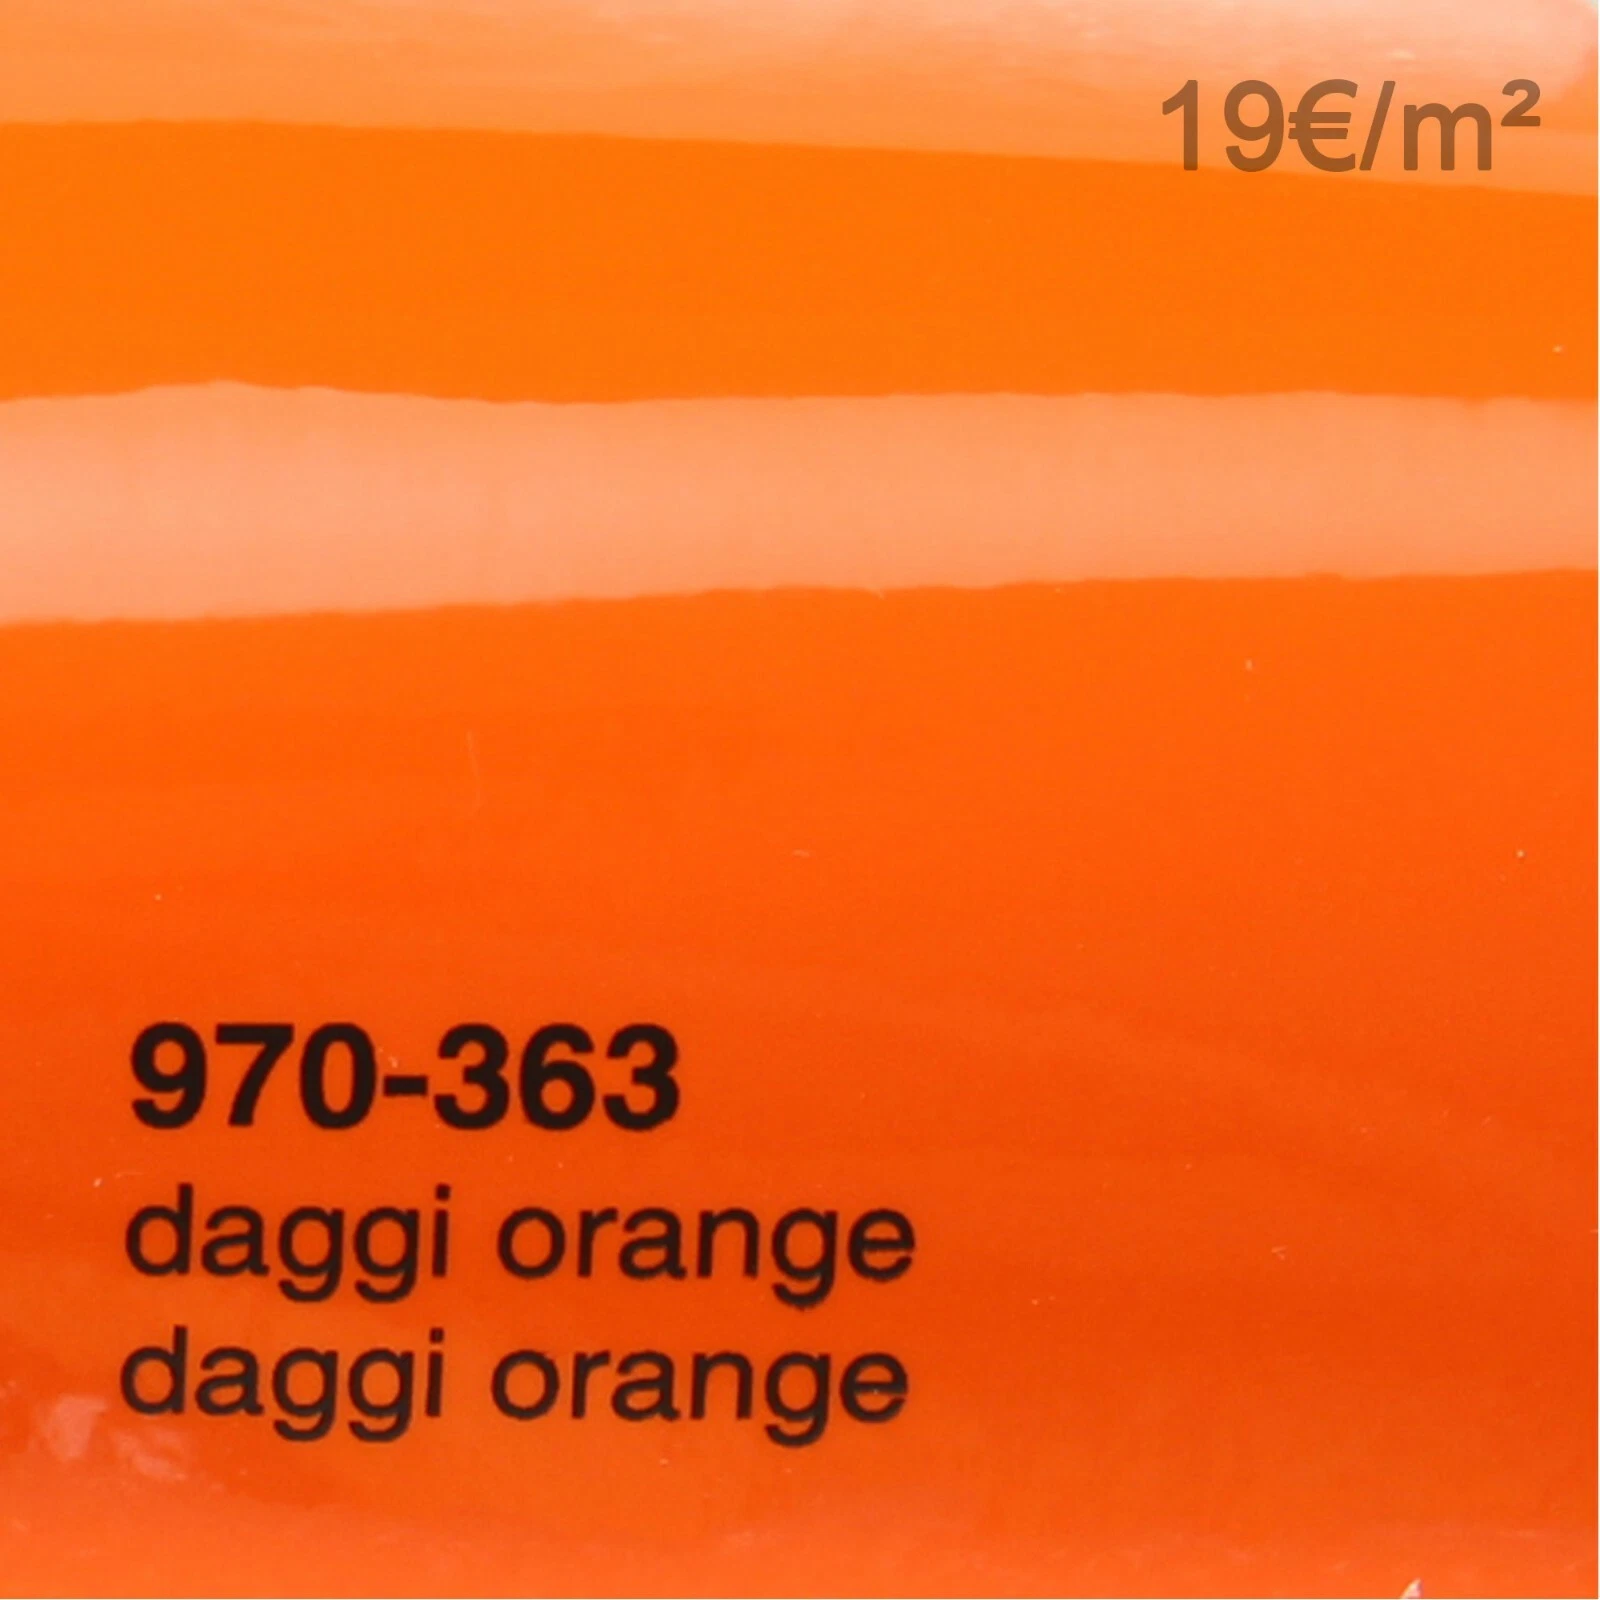 19€/m²
970-363
daggi orange
daggi orange